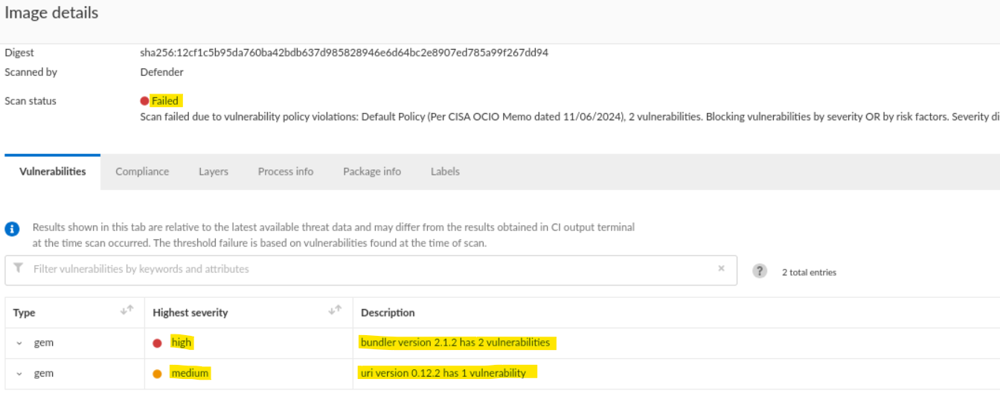 Image details
Digest sha256:12cf1c5b95da760ba42bdb637d985828946e6d64bc2e8907ed785a99f267dd94
Scanned by Defender
Scan status Failed
Scan failed due to vulnerability policy violations: Default Policy (Per CISA OCIO Memo dated 11/06/2024), 2 vulnerabilities. Blocking vulnerabilities by severity OR by risk factors. Severity di
Vulnerabilities Compliance Layers Process info Package info Labels
Results shown in this tab are relative to the latest available threat data and may differ from the results obtained in CI output terminal
at the time scan occurred. The threshold failure is based on vulnerabilities found at the time of scan.
Filter vulnerabilities by keywords and attributes × ? 2 total entries
Type Highest severity Description
gem high bundler version 2.1.2 has 2 vulnerabilities
gem medium uri version 0.12.2 has 1 vulnerability